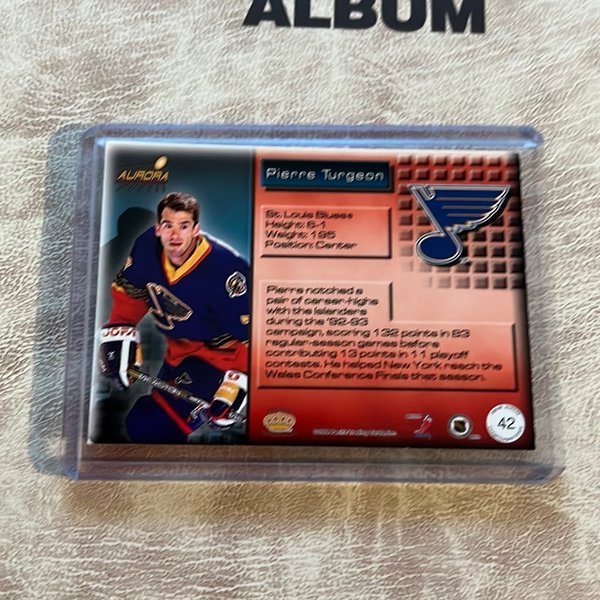 ALBUM
AURORA
Pierre Turgeon
St. Louis Blues•
Height: 6-1
Weight: 195
Position: Center
Pierre notched a
pair of career-highs
with the Islanders
during the '92-93
campaign, scoring 132 points in 83
regular-season games before
contributing 13 points in 11 playoff
contests. He helped New York reach the
Wales Conference Finals that season.
NHL
42